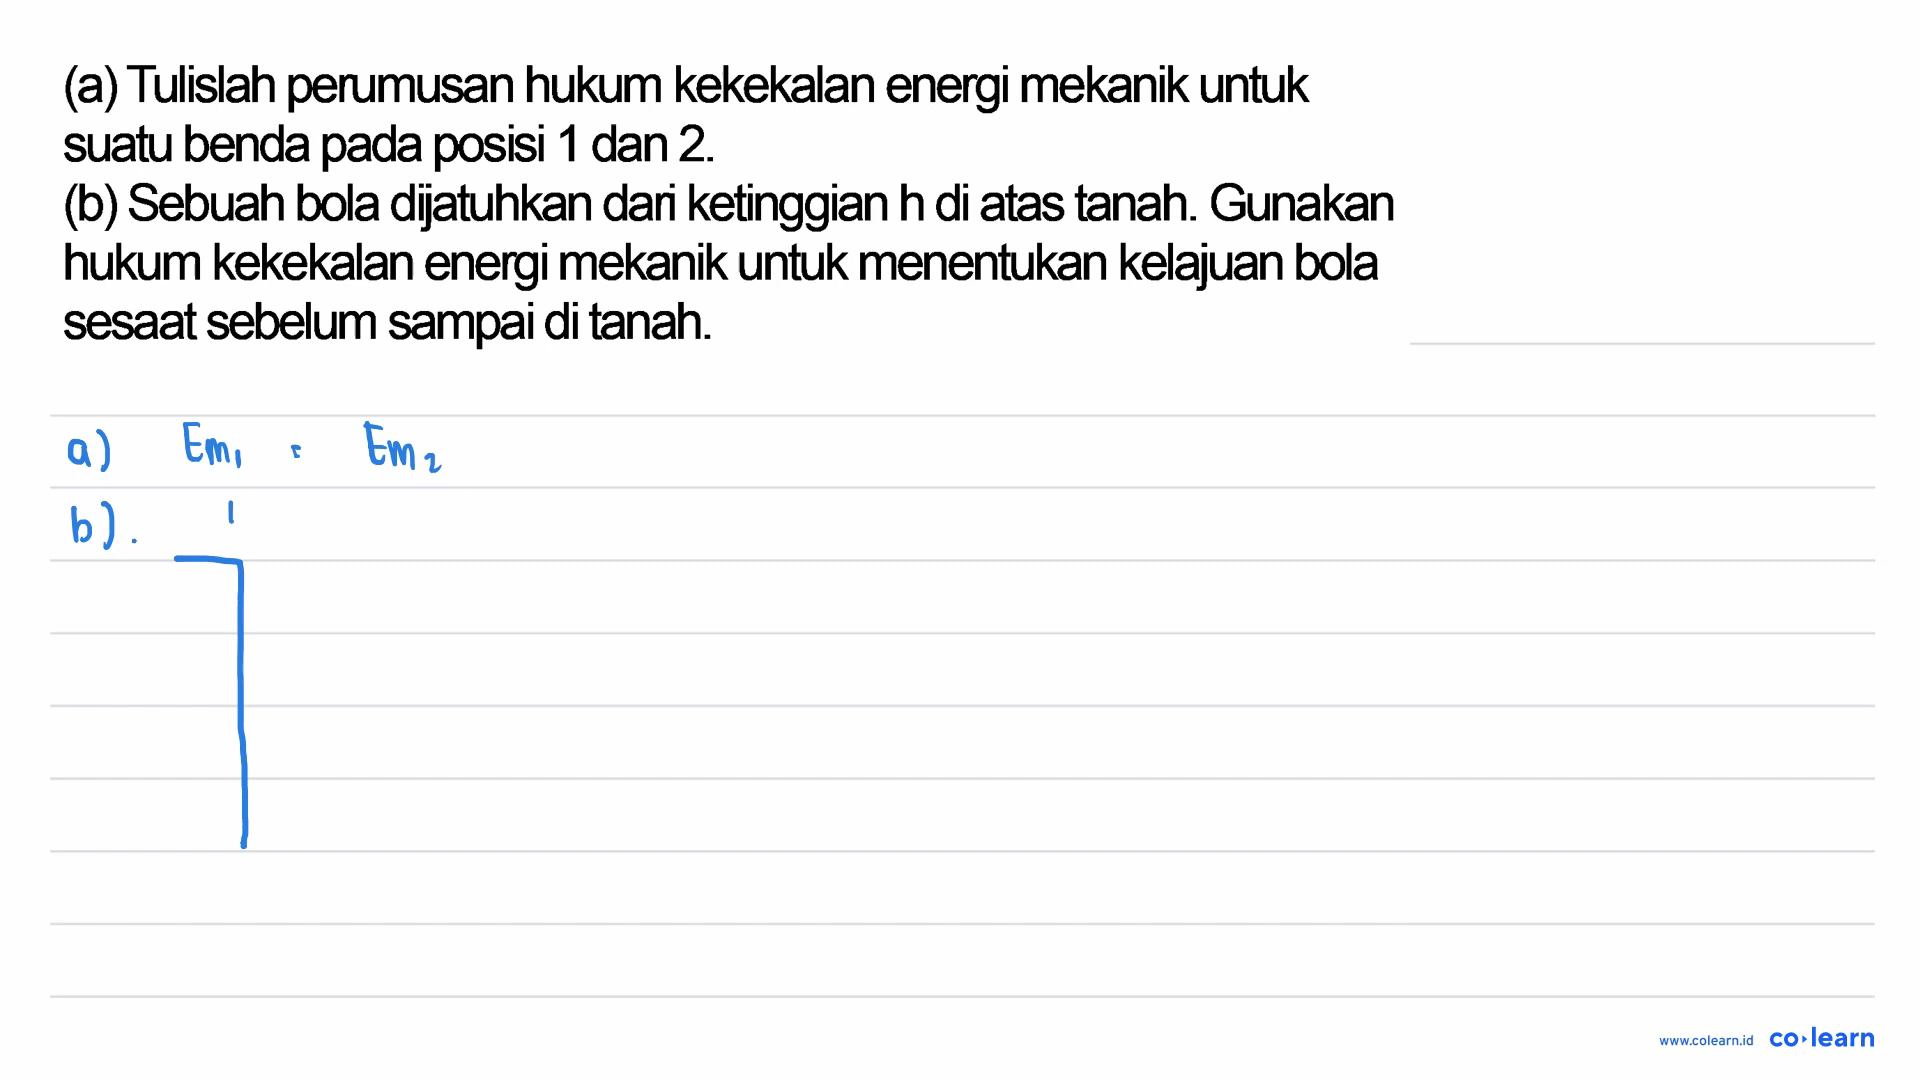 (a) Tulislah perumusan hukum kekekalan energi mekanik untuk
suatu benda pada posisi 1 dan 2.
(b) Sebuah bola dijatuhkan dari ketinggian h di atas tanah. Gunakan
hukum kekekalan energi mekanik untuk menentukan kelajuan bola
sesaat sebelum sampai di tanah.
a) Em1 = Em2
b). 1
www.colearn.id co learn